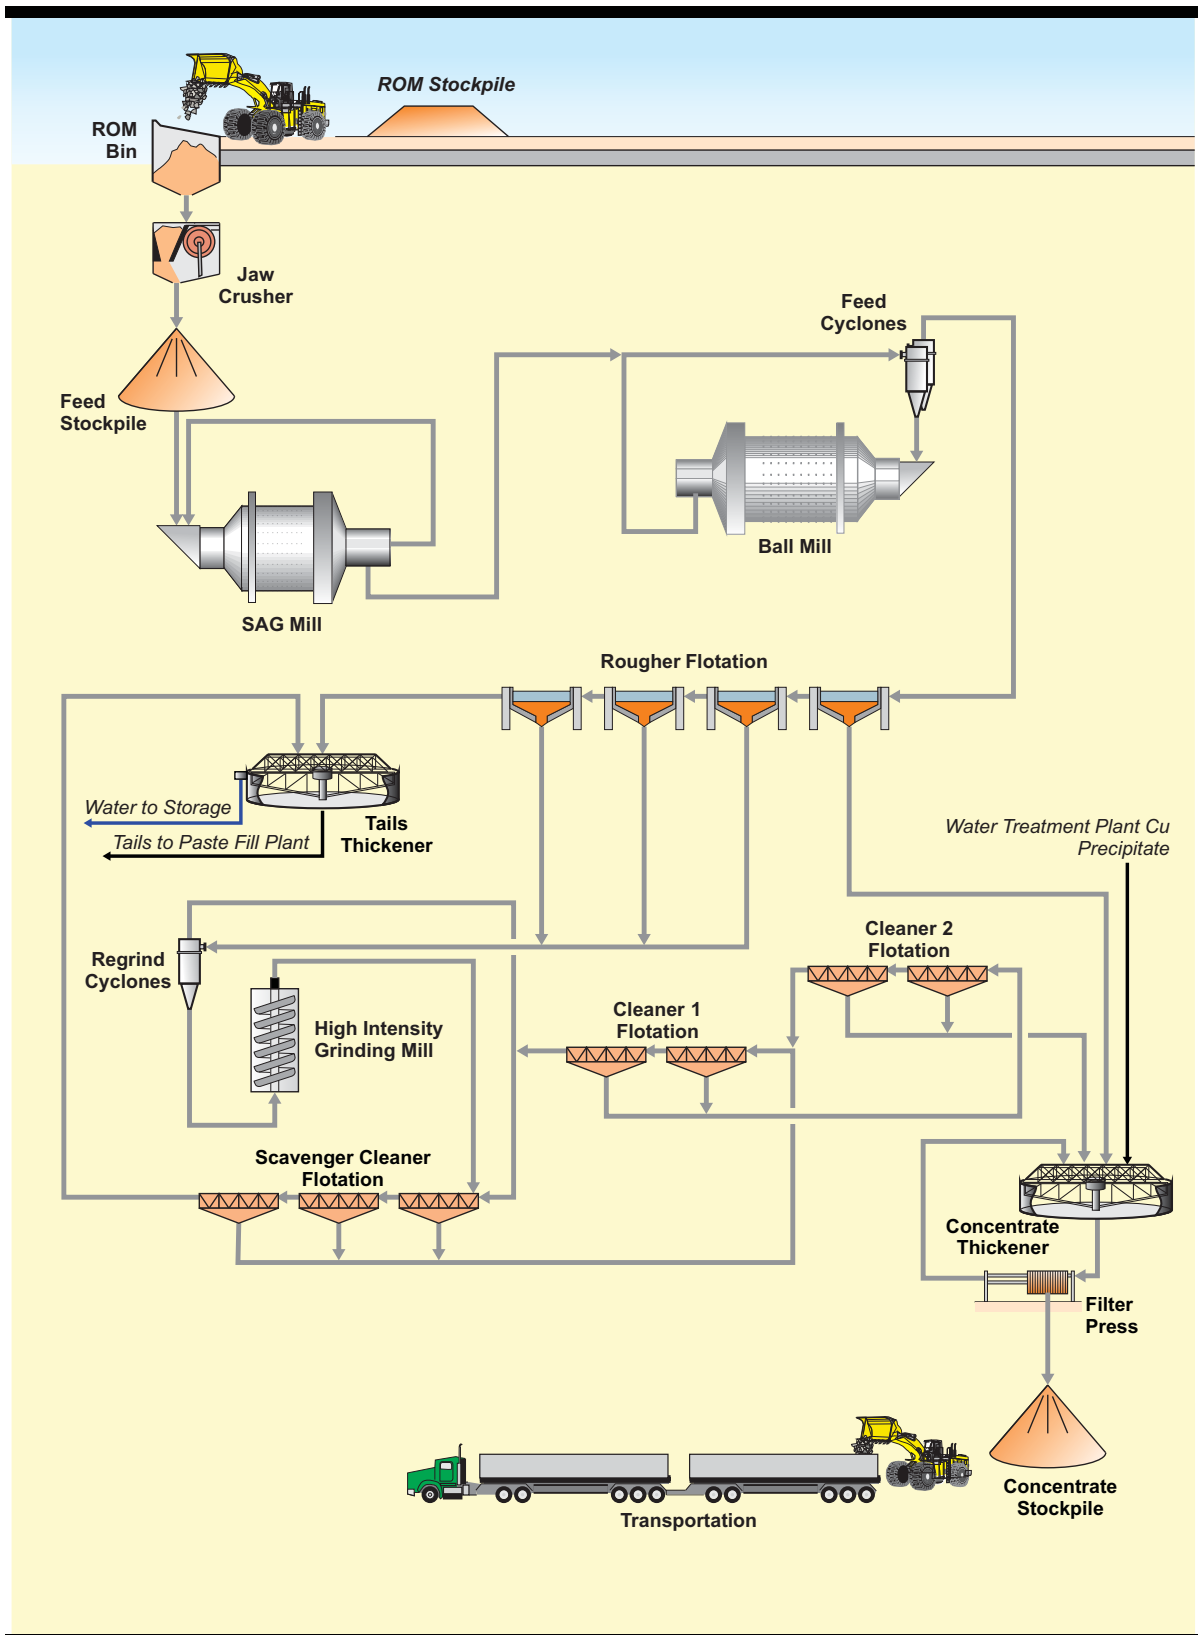 ROM Stockpile
ROM
Bin
Jaw
Crusher
Feed
Cyclones
Feed
Stockpile
Ball Mill
SAG Mill
Rougher Flotation
Water to Storage
Tails to Paste Fill Plant
Tails
Thickener
Water Treatment Plant Cu
Precipitate
Cleaner 2
Flotation
Regrind
Cyclones
Cleaner 1
Flotation
High Intensity
Grinding Mill
Scavenger Cleaner
Flotation
Concentrate
Thickener
Filter
Press
Concentrate
Stockpile
Transportation